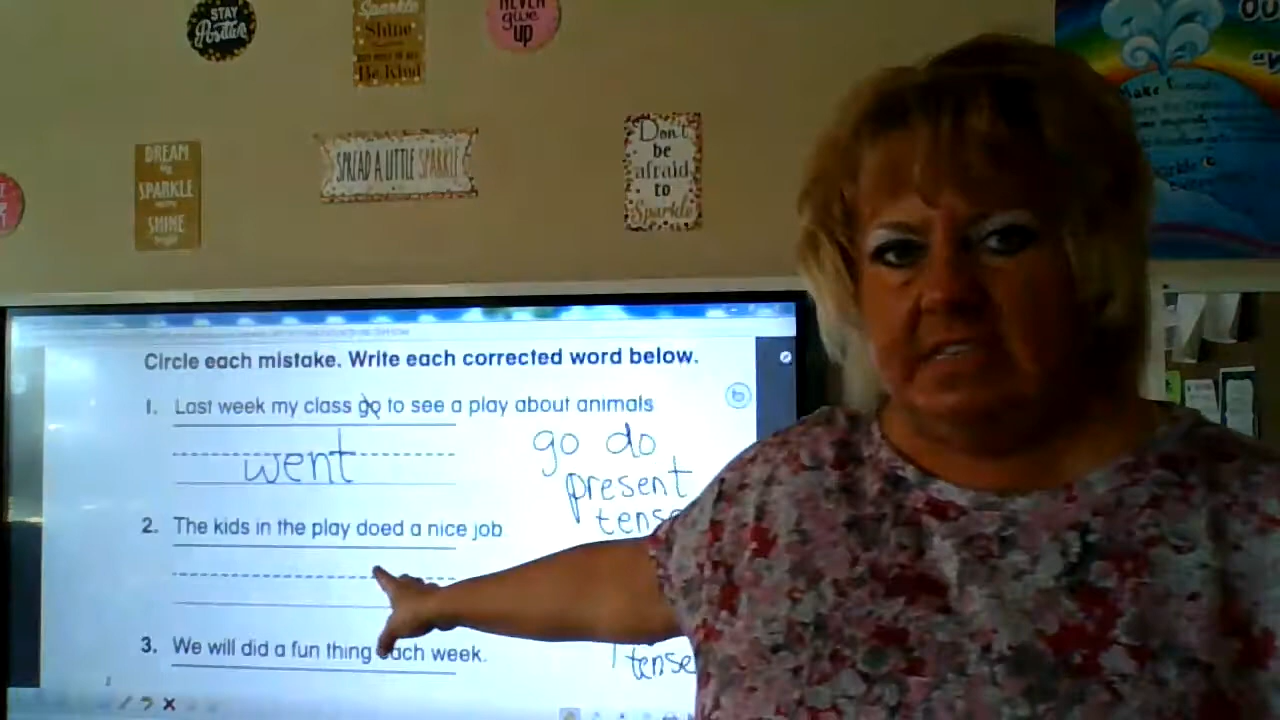 STAY
Positive
Sparkle
Shine
Be Kind
NEVER
give
up
DREAM
SPARKLE
SHINE
SPREAD A LITTLE SPARKLE
Don't
be
afraid
to
Sparkle
Make
Circle each mistake. Write each corrected word below.
1. Last week my class go to see a play about animals
went
go do
present
tense
2. The kids in the play doed a nice job
3. We will did a fun thing each week.
tense